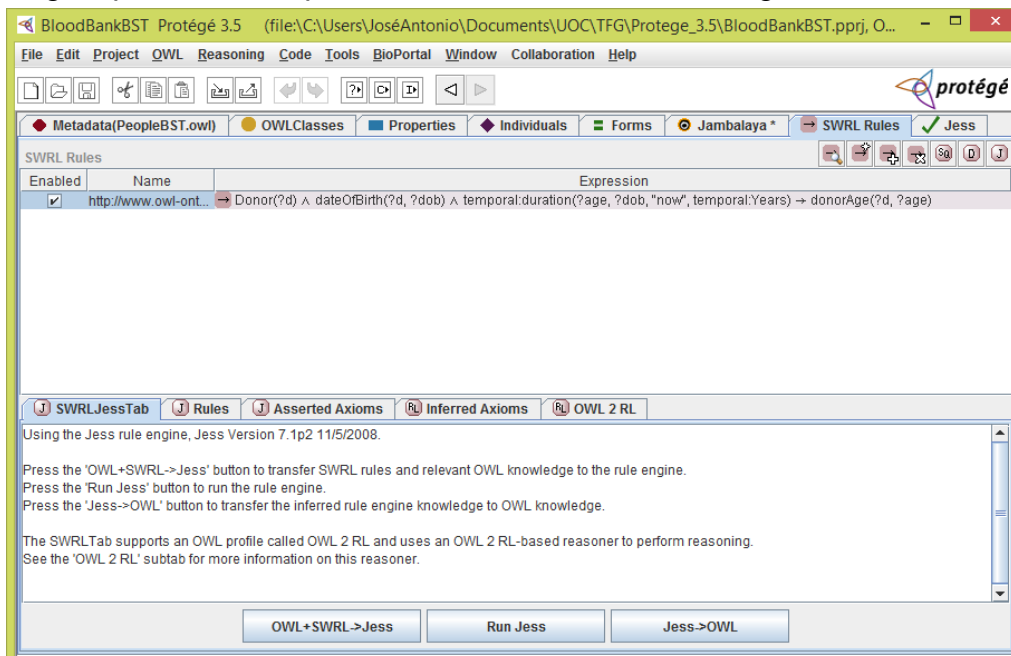 BloodBankBST Protégé 3.5 (file:\C:\Users\JoséAntonio\Documents\UOC\TFG\Protege_3.5\BloodBankBST.pprj, O...
File Edit Project OWL Reasoning Code Tools BioPortal Window Collaboration Help
protégé
Metadata(PeopleBST.owl) OWLClasses Properties Individuals Forms Jambalaya * SWRL Rules Jess
SWRL Rules
Enabled Name Expression
http://www.owl-ont... → Donor(?d) ∧ dateOfBirth(?d, ?dob) ∧ temporal:duration(?age, ?dob, "now", temporal:Years) → donorAge(?d, ?age)
SWRLJessTab Rules Asserted Axioms Inferred Axioms OWL 2 RL
Using the Jess rule engine, Jess Version 7.1p2 11/5/2008.
Press the 'OWL+SWRL->Jess' button to transfer SWRL rules and relevant OWL knowledge to the rule engine.
Press the 'Run Jess' button to run the rule engine.
Press the 'Jess->OWL' button to transfer the inferred rule engine knowledge to OWL knowledge.
The SWRLTab supports an OWL profile called OWL 2 RL and uses an OWL 2 RL-based reasoner to perform reasoning.
See the 'OWL 2 RL' subtab for more information on this reasoner.
OWL+SWRL->Jess Run Jess Jess->OWL